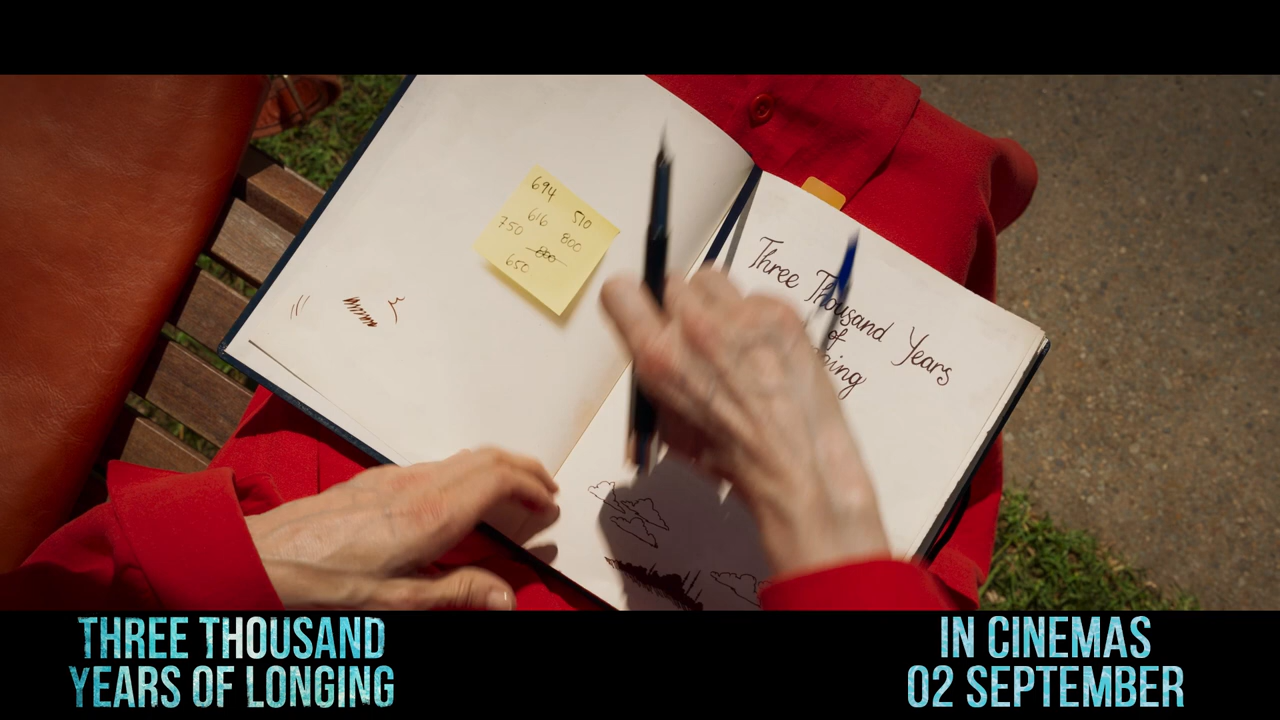 694
616 510
750 800
800
650
Three Thousand Years
of
THREE THOUSAND
YEARS OF LONGING
IN CINEMAS
02 SEPTEMBER